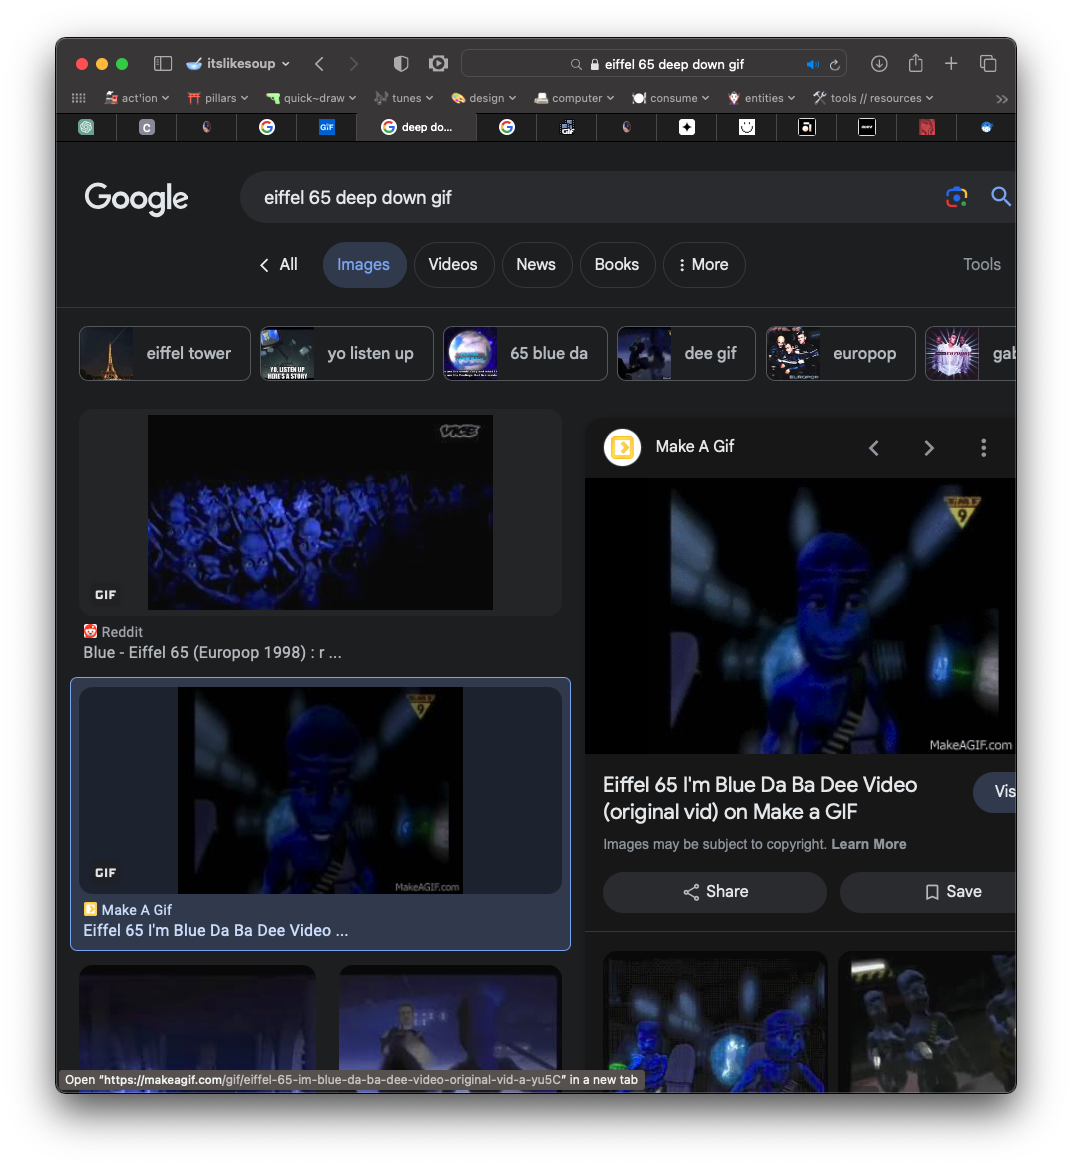 itslikesoup
eiffel 65 deep down gif
act'ion
pillars
quick~draw
tunes
design
computer
consume
entities
tools // resources
C
GIF
deep do...
GIF
Google
eiffel 65 deep down gif
All
Images
Videos
News
Books
More
Tools
eiffel tower
YO, LISTEN UP
HERE'S A STORY
yo listen up
65 blue da
dee gif
EUROPOP
europop
gab
VICE
GIF
Reddit
Blue - Eiffel 65 (Europop 1998) : r ...
9
MakeAGIF.com
GIF
Make A Gif
Eiffel 65 I'm Blue Da Ba Dee Video ...
Make A Gif
9
MakeAGIF.com
Eiffel 65 I'm Blue Da Ba Dee Video
(original vid) on Make a GIF
Vis
Images may be subject to copyright. Learn More
Share
Save
Open “https://makeagif.com/gif/eiffel-65-im-blue-da-ba-dee-video-original-vid-a-yu5C” in a new tab